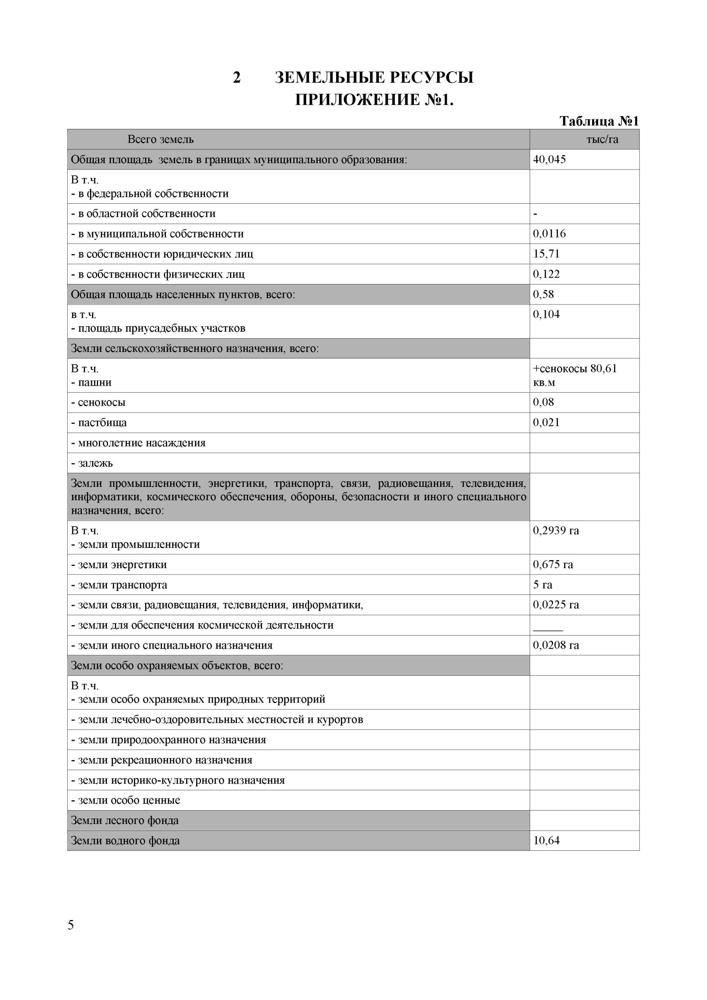 2 ЗЕМЕЛЬНЫЕ РЕСУРСЫ
ПРИЛОЖЕНИЕ №1.
Таблица №1
Всего земель тыс/га
Общая площадь земель в границах муниципального образования: 40,045
В т.ч.
- в федеральной собственности
- в областной собственности -
- в муниципальной собственности 0,0116
- в собственности юридических лиц 15,71
- в собственности физических лиц 0,122
Общая площадь населенных пунктов, всего: 0,58
в т.ч. 0,104
- площадь приусадебных участков
Земли сельскохозяйственного назначения, всего:
В т.ч. +сенокосы 80,61
- пашни кв.м
- сенокосы 0,08
- пастбища 0,021
- многолетние насаждения
- залежь
Земли промышленности, энергетики, транспорта, связи, радиовещания, телевидения,
информатики, космического обеспечения, обороны, безопасности и иного специального
назначения, всего:
В т.ч. 0,2939 га
- земли промышленности
- земли энергетики 0,675 га
- земли транспорта 5 га
- земли связи, радиовещания, телевидения, информатики, 0,0225 га
- земли для обеспечения космической деятельности _____
- земли иного специального назначения 0,0208 га
Земли особо охраняемых объектов, всего:
В т.ч.
- земли особо охраняемых природных территорий
- земли лечебно-оздоровительных местностей и курортов
- земли природоохранного назначения
- земли рекреационного назначения
- земли историко-культурного назначения
- земли особо ценные
Земли лесного фонда
Земли водного фонда 10,64
5